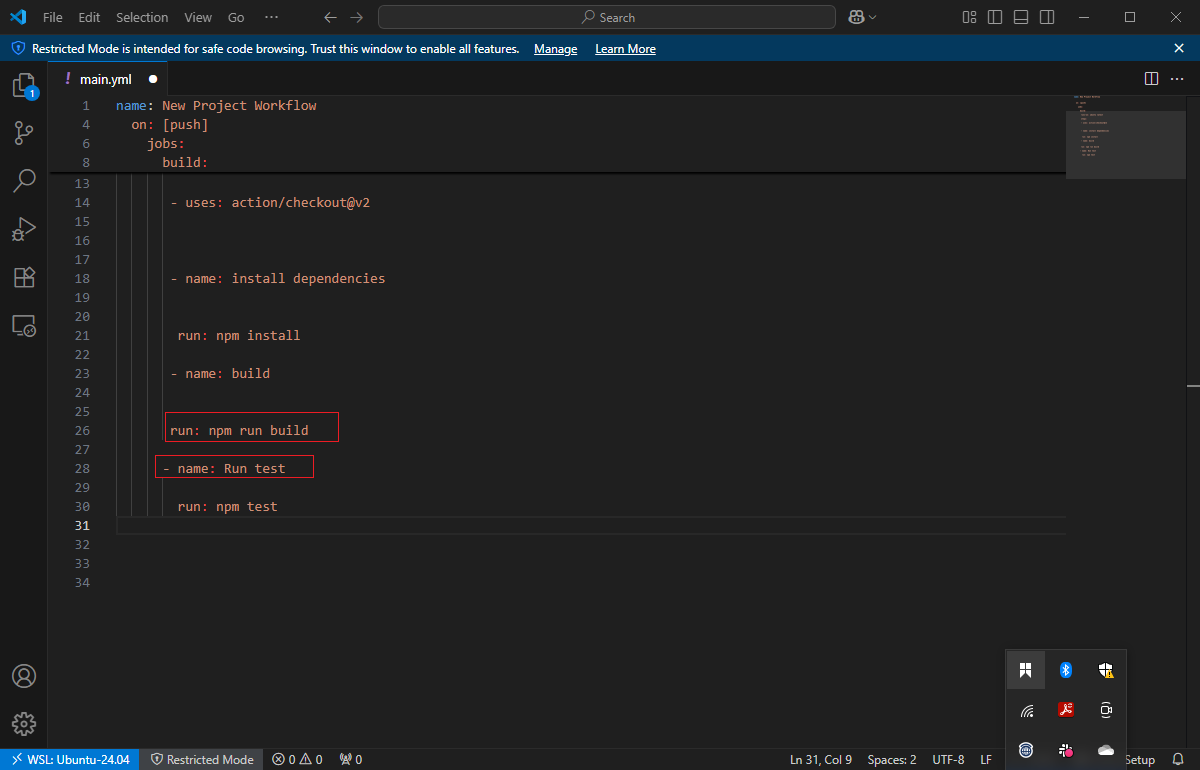 File Edit Selection View Go ··· Search
Restricted Mode is intended for safe code browsing. Trust this window to enable all features. Manage Learn More
! main.yml
1
1 name: New Project Workflow
4 on: [push]
6 jobs:
8 build:
13
14 - uses: action/checkout@v2
15
16
17
18 - name: install dependencies
19
20
21 run: npm install
22
23 - name: build
24
25
26 run: npm run build
27
28 - name: Run test
29
30 run: npm test
31
32
33
34
WSL: Ubuntu-24.04 Restricted Mode 0 0 0 Ln 31, Col 9 Spaces: 2 UTF-8 LF Setup